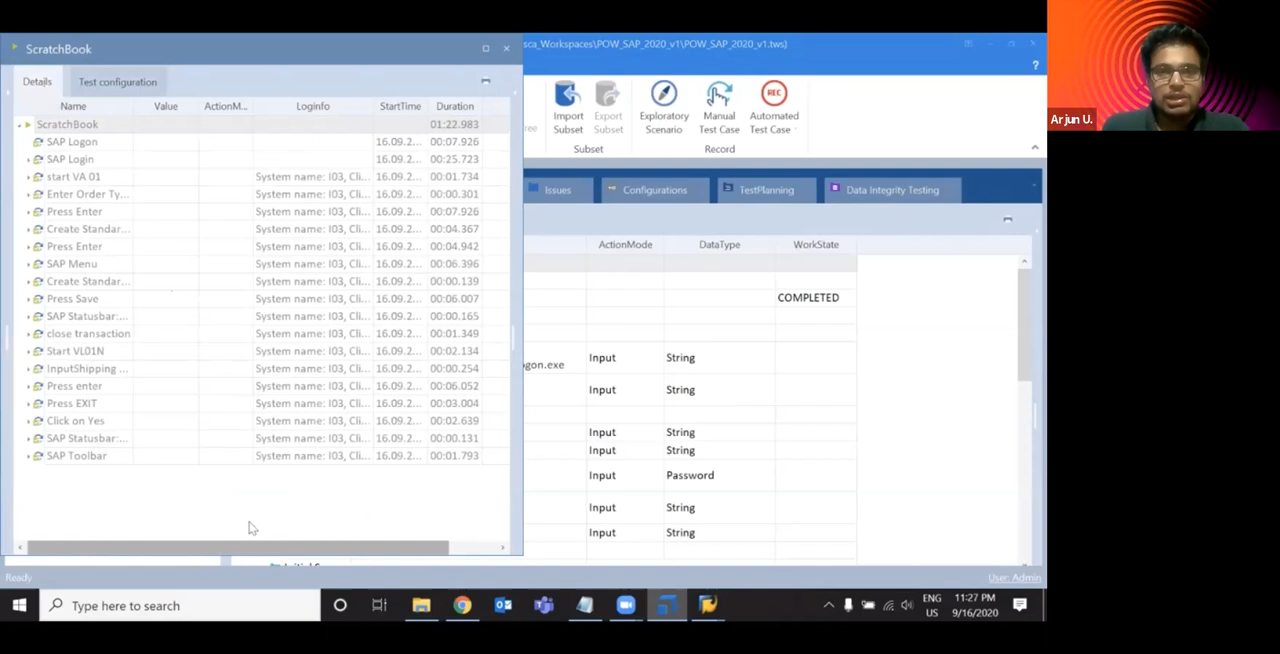 ScratchBook
sca_Workspaces\POW_SAP_2020_v1\POW_SAP_2020_v1.tws)
Details Test configuration
Name Value ActionM... Loginfo StartTime Duration
ScratchBook 01:22.983
SAP Logon 16.09.2... 00:07.926
SAP Login 16.09.2... 00:25.723
start VA 01 System name: I03, Cli... 16.09.2... 00:01.734
Enter Order Ty... System name: I03, Cli... 16.09.2... 00:00.301
Press Enter System name: I03, Cli... 16.09.2... 00:07.926
Create Standar... System name: I03, Cli... 16.09.2... 00:04.367
Press Enter System name: I03, Cli... 16.09.2... 00:04.942
SAP Menu System name: I03, Cli... 16.09.2... 00:06.396
Create Standar... System name: I03, Cli... 16.09.2... 00:00.139
Press Save System name: I03, Cli... 16.09.2... 00:06.007
SAP Statusbar:... System name: I03, Cli... 16.09.2... 00:00.165
close transaction System name: I03, Cli... 16.09.2... 00:01.349
Start VL01N System name: I03, Cli... 16.09.2... 00:02.134
InputShipping ... System name: I03, Cli... 16.09.2... 00:00.254
Press enter System name: I03, Cli... 16.09.2... 00:06.052
Press EXIT System name: I03, Cli... 16.09.2... 00:03.004
Click on Yes System name: I03, Cli... 16.09.2... 00:02.639
SAP Statusbar:... System name: I03, Cli... 16.09.2... 00:00.131
SAP Toolbar System name: I03, Cli... 16.09.2... 00:01.793
?
REC
Import Subset
Export Subset
Exploratory Scenario
Manual Test Case
Automated Test Case
Subset Record
Issues Configurations TestPlanning Data Integrity Testing
ActionMode DataType WorkState
COMPLETED
Input String
ogon.exe
Input String
Input String
Input String
Input Password
Input String
Input String
Ready User: Admin
Type here to search
ENG
US
11:27 PM
9/16/2020
Arjun U.